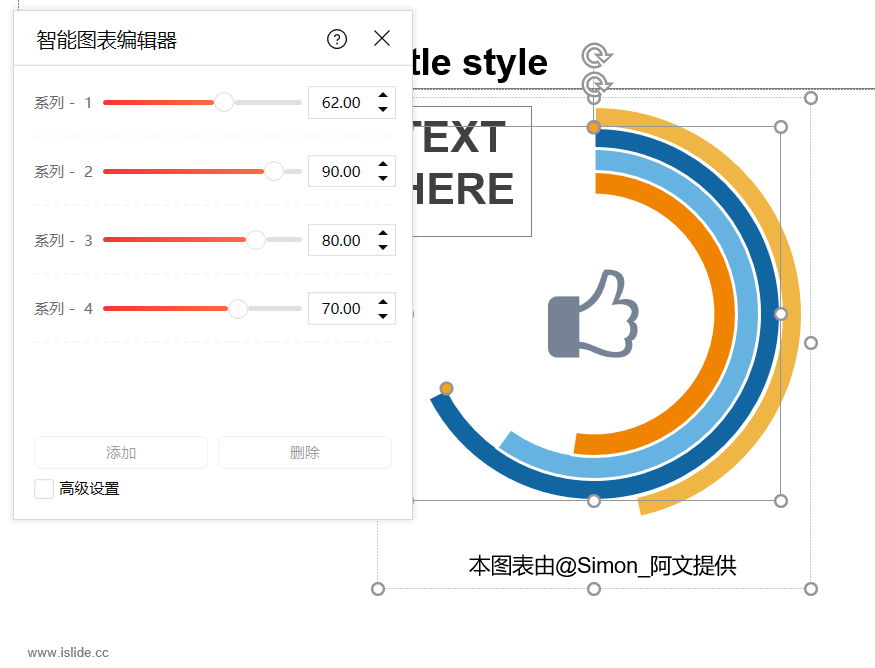 智能图表编辑器
tle style
系列 - 1
62.00
系列 - 2
90.00
系列 - 3
80.00
系列 - 4
70.00
TEXT
HERE
添加
删除
高级设置
本图表由@Simon_阿文提供
www.islide.cc